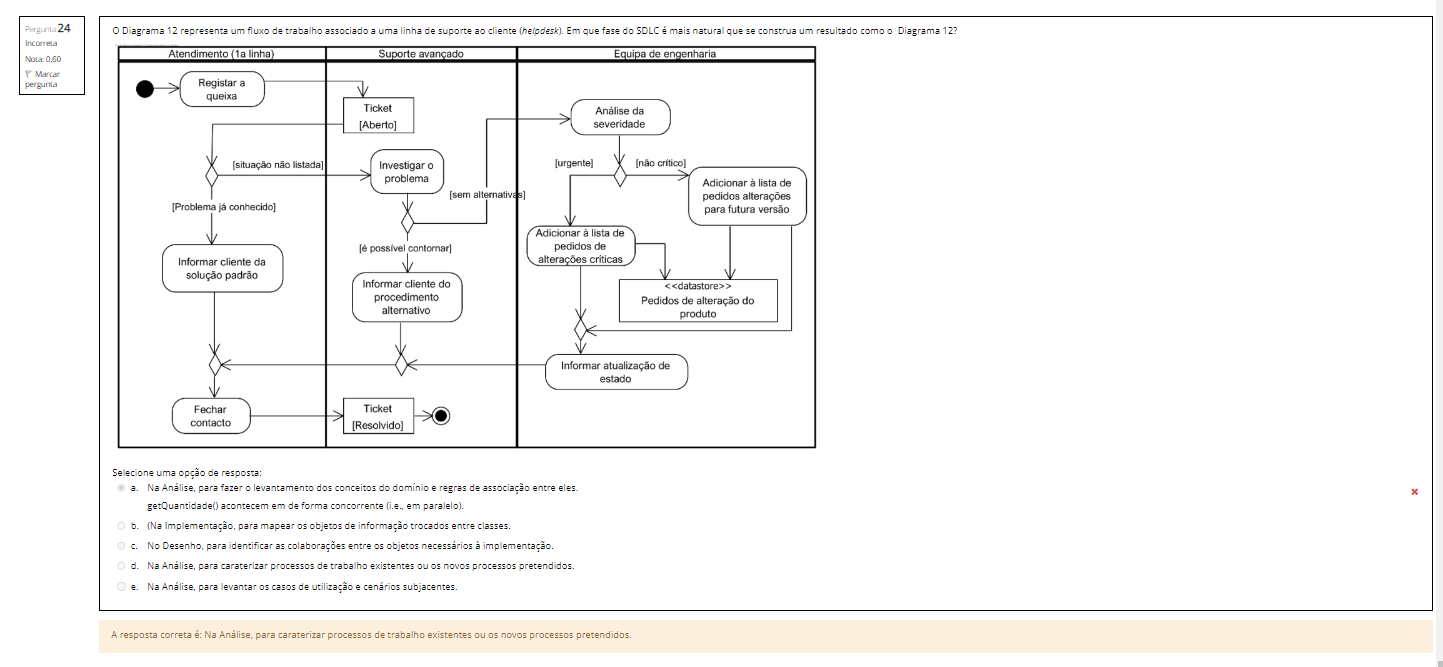 Pergunta 24
Incorreta
Nota: 0,60
Marcar
pergunta
O Diagrama 12 representa um fluxo de trabalho associado a uma linha de suporte ao cliente (helpdesk). Em que fase do SDLC é mais natural que se construa um resultado como o Diagrama 12?
Atendimento (1a linha)
Suporte avançado
Equipa de engenharia
Registar a
queixa
Ticket
[Aberto]
Análise da
severidade
[situação não listada]
Investigar o
problema
[urgente]
[não crítico]
[sem alternativas]
Adicionar à lista de
pedidos alterações
para futura versão
[Problema já conhecido]
Adicionar à lista de
pedidos de
alterações críticas
[é possível contornar]
Informar cliente da
solução padrão
Informar cliente do
procedimento
alternativo
<<datastore>>
Pedidos de alteração do
produto
Informar atualização de
estado
Fechar
contacto
Ticket
[Resolvido]
Selecione uma opção de resposta:
a. Na Análise, para fazer o levantamento dos conceitos do domínio e regras de associação entre eles.
getQuantidade() acontecem em de forma concorrente (i.e., em paralelo).
b. (Na Implementação, para mapear os objetos de informação trocados entre classes.
c. No Desenho, para identificar as colaborações entre os objetos necessários à implementação.
d. Na Análise, para caraterizar processos de trabalho existentes ou os novos processos pretendidos.
e. Na Análise, para levantar os casos de utilização e cenários subjacentes.
A resposta correta é: Na Análise, para caraterizar processos de trabalho existentes ou os novos processos pretendidos.